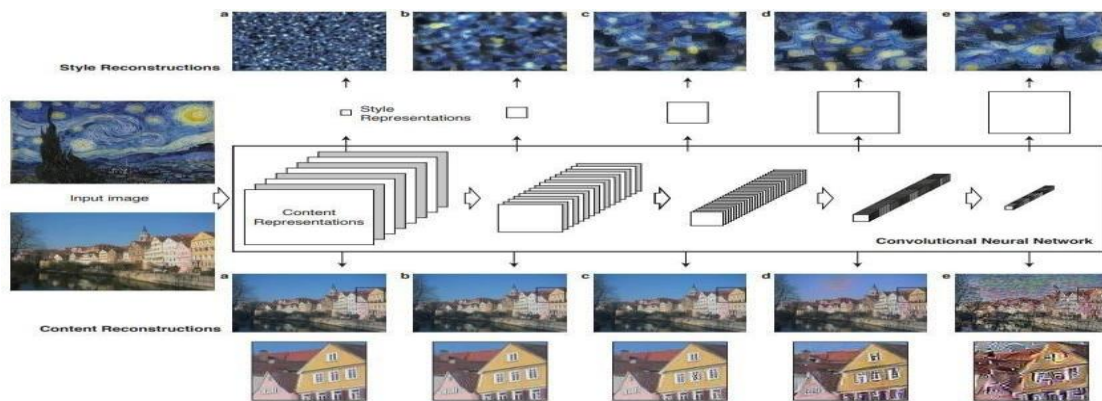 a b c d e
Style Reconstructions
Style
Representations
Input image
Content
Representations
Convolutional Neural Network
a b c d e
Content Reconstructions